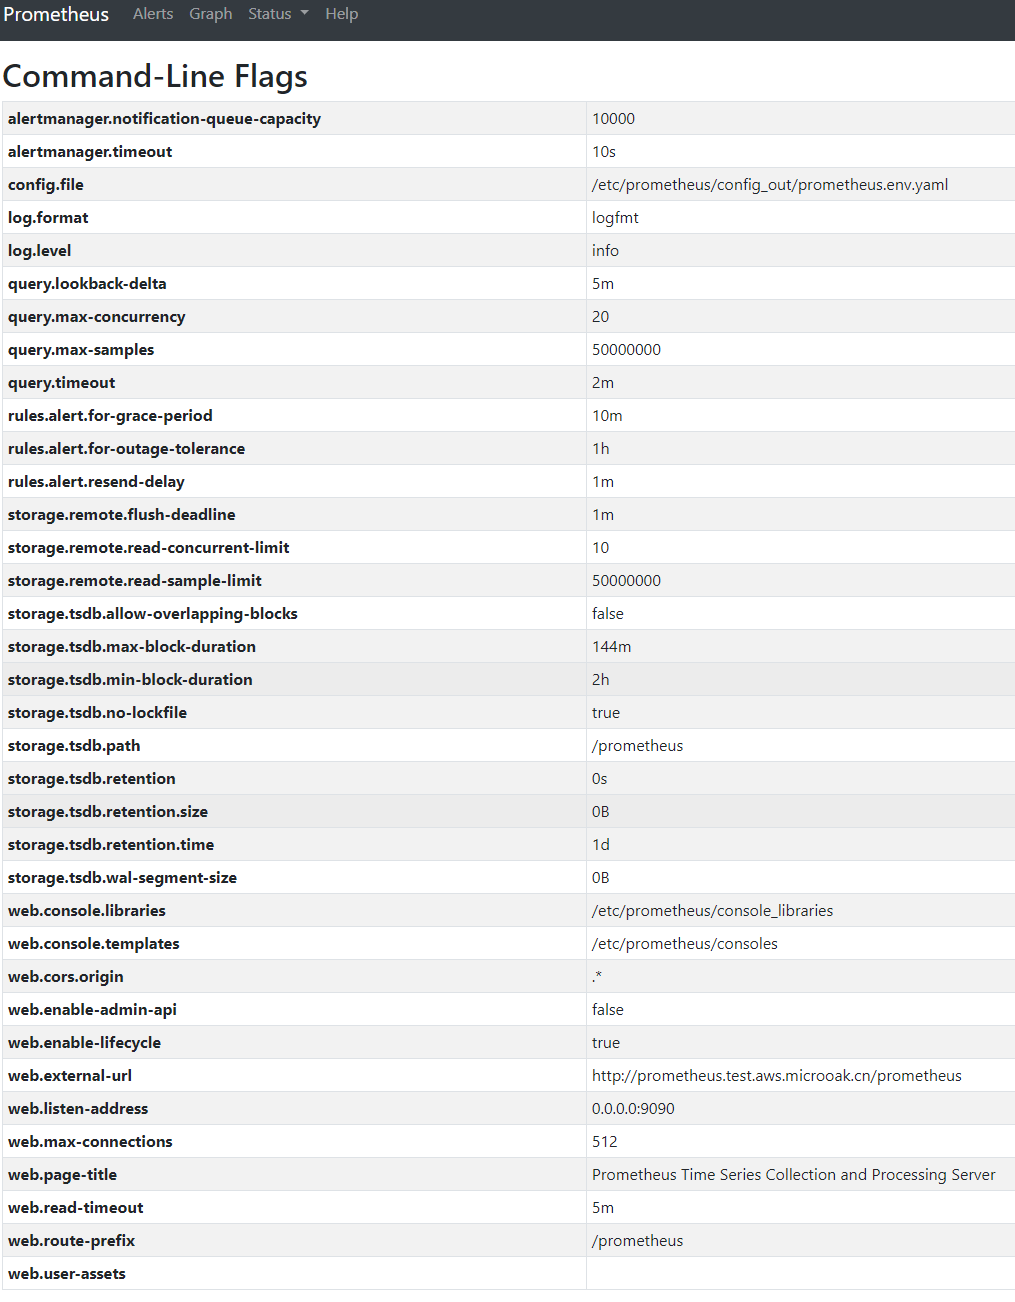 Prometheus Alerts Graph Status Help
Command-Line Flags
alertmanager.notification-queue-capacity 10000
alertmanager.timeout 10s
config.file /etc/prometheus/config_out/prometheus.env.yaml
log.format logfmt
log.level info
query.lookback-delta 5m
query.max-concurrency 20
query.max-samples 50000000
query.timeout 2m
rules.alert.for-grace-period 10m
rules.alert.for-outage-tolerance 1h
rules.alert.resend-delay 1m
storage.remote.flush-deadline 1m
storage.remote.read-concurrent-limit 10
storage.remote.read-sample-limit 50000000
storage.tsdb.allow-overlapping-blocks false
storage.tsdb.max-block-duration 144m
storage.tsdb.min-block-duration 2h
storage.tsdb.no-lockfile true
storage.tsdb.path /prometheus
storage.tsdb.retention 0s
storage.tsdb.retention.size 0B
storage.tsdb.retention.time 1d
storage.tsdb.wal-segment-size 0B
web.console.libraries /etc/prometheus/console_libraries
web.console.templates /etc/prometheus/consoles
web.cors.origin .*
web.enable-admin-api false
web.enable-lifecycle true
web.external-url http://prometheus.test.aws.microoak.cn/prometheus
web.listen-address 0.0.0.0:9090
web.max-connections 512
web.page-title Prometheus Time Series Collection and Processing Server
web.read-timeout 5m
web.route-prefix /prometheus
web.user-assets